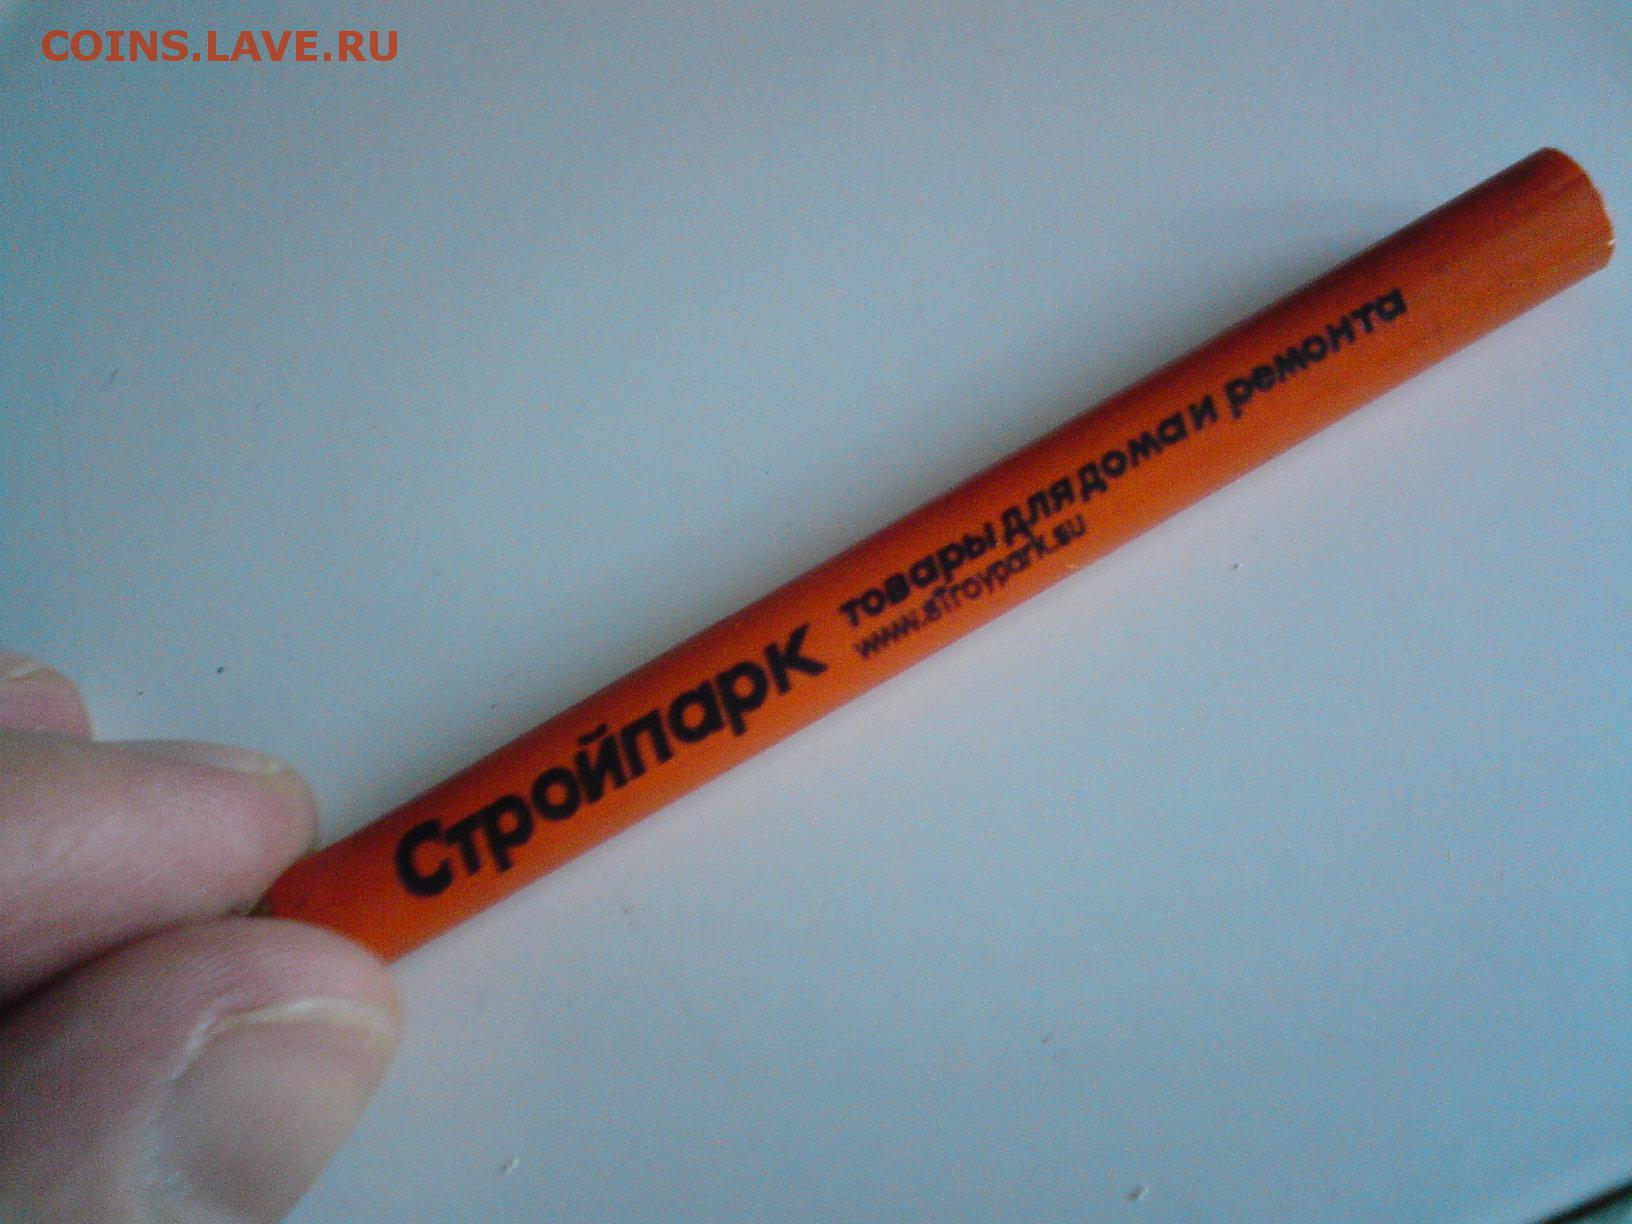 COINS.LAVE.RU
Стройпарк
товары для дома и ремонта
www.stroypark.su